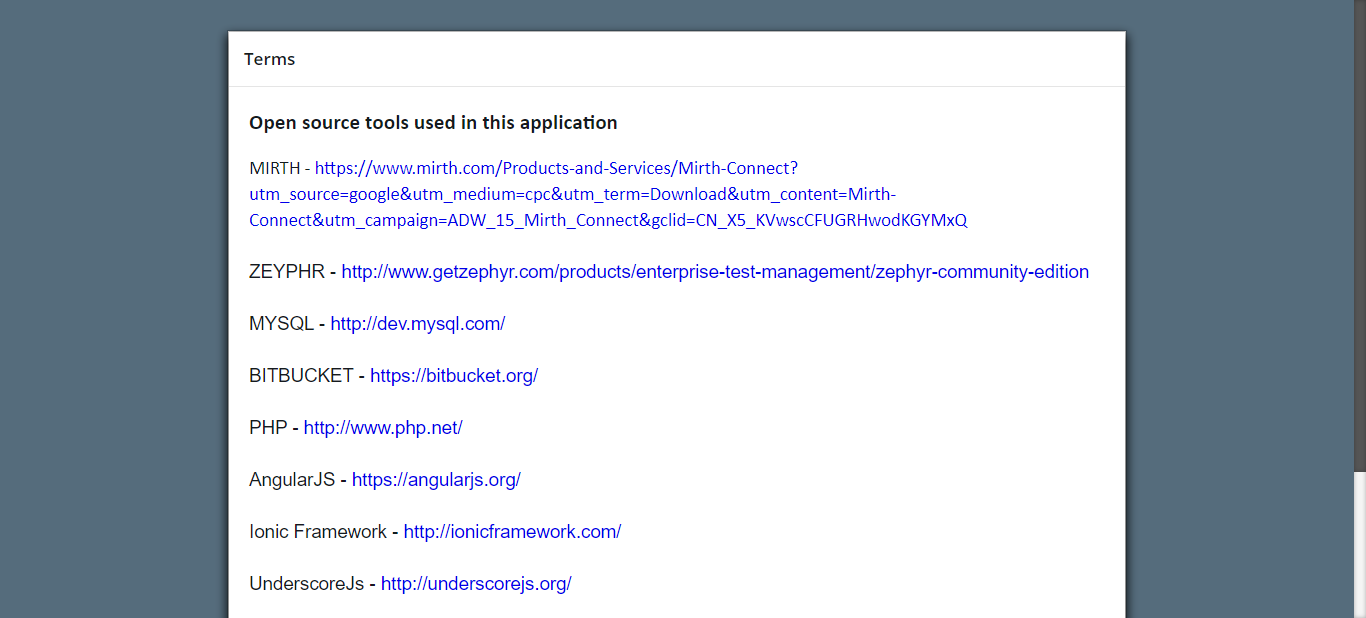 Terms
Open source tools used in this application
MIRTH - https://www.mirth.com/Products-and-Services/Mirth-Connect?
utm_source=google&utm_medium=cpc&utm_term=Download&utm_content=Mirth-
Connect&utm_campaign=ADW_15_Mirth_Connect&gclid=CN_X5_KVwscCFUGRHwodKGYMxQ
ZEYPHR - http://www.getzephyr.com/products/enterprise-test-management/zephyr-community-edition
MYSQL - http://dev.mysql.com/
BITBUCKET - https://bitbucket.org/
PHP - http://www.php.net/
AngularJS - https://angularjs.org/
Ionic Framework - http://ionicframework.com/
UnderscoreJs - http://underscorejs.org/